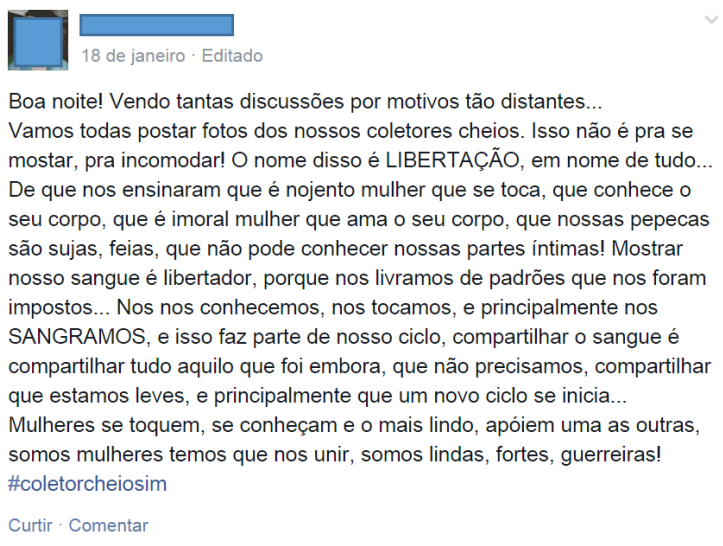 18 de janeiro · Editado
Boa noite! Vendo tantas discussões por motivos tão distantes...
Vamos todas postar fotos dos nossos coletores cheios. Isso não é pra se
mostar, pra incomodar! O nome disso é LIBERTAÇÃO, em nome de tudo...
De que nos ensinaram que é nojento mulher que se toca, que conhece o
seu corpo, que é imoral mulher que ama o seu corpo, que nossas pepecas
são sujas, feias, que não pode conhecer nossas partes íntimas! Mostrar
nosso sangue é libertador, porque nos livramos de padrões que nos foram
impostos... Nos nos conhecemos, nos tocamos, e principalmente nos
SANGRAMOS, e isso faz parte de nosso ciclo, compartilhar o sangue é
compartilhar tudo aquilo que foi embora, que não precisamos, compartilhar
que estamos leves, e principalmente que um novo ciclo se inicia...
Mulheres se toquem, se conheçam e o mais lindo, apóiem uma as outras,
somos mulheres temos que nos unir, somos lindas, fortes, guerreiras!
#coletorcheiosim
Curtir · Comentar